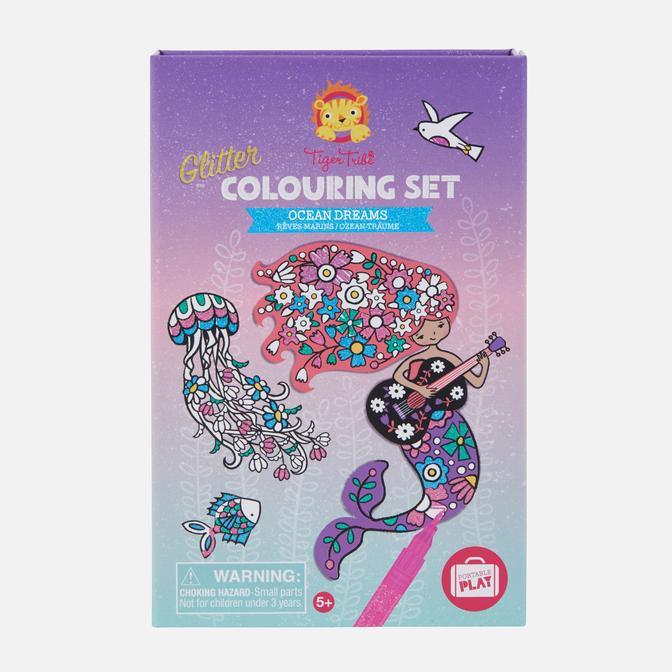 Tiger Tribe
Glitter
COLOURING SET
OCEAN DREAMS
RÊVES MARINS / OZEAN-TRÄUME
WARNING:
CHOKING HAZARD-Small parts
Not for children under 3 years.
5+
PORTABLE
PLAY